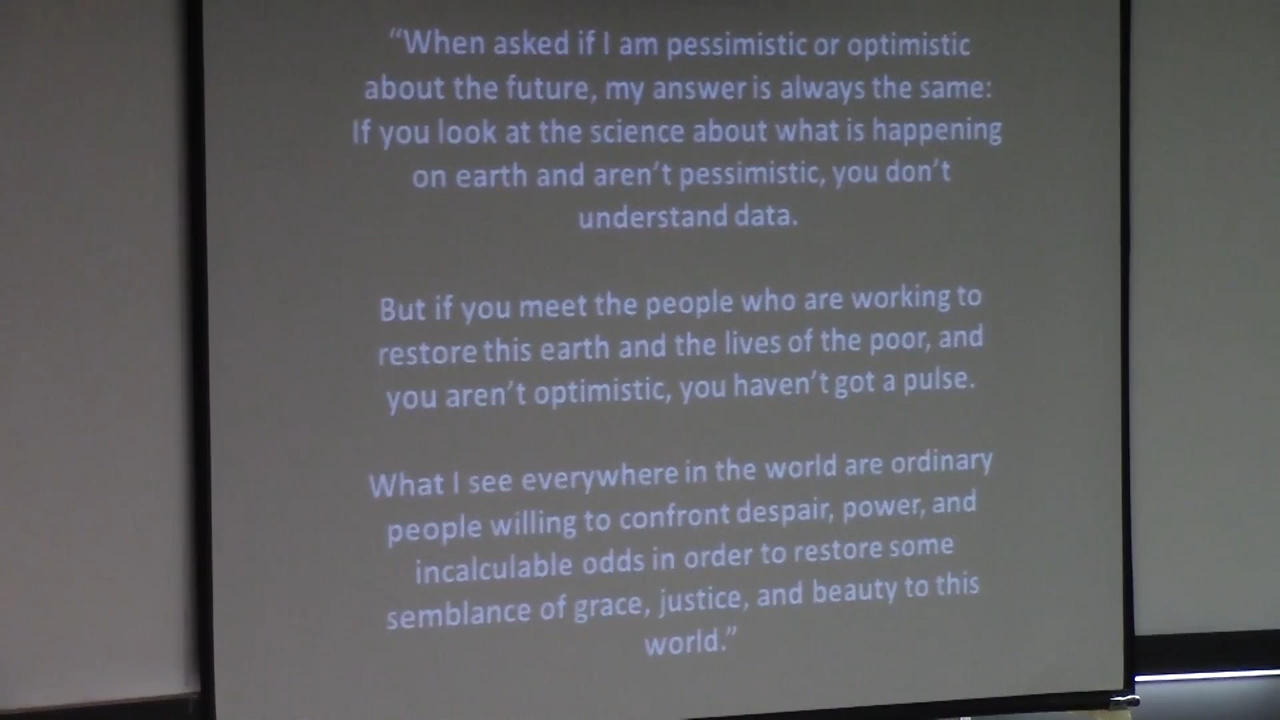 “When asked if I am pessimistic or optimistic
about the future, my answer is always the same:
If you look at the science about what is happening
on earth and aren’t pessimistic, you don’t
understand data.
But if you meet the people who are working to
restore this earth and the lives of the poor, and
you aren’t optimistic, you haven’t got a pulse.
What I see everywhere in the world are ordinary
people willing to confront despair, power, and
incalculable odds in order to restore some
semblance of grace, justice, and beauty to this
world.”